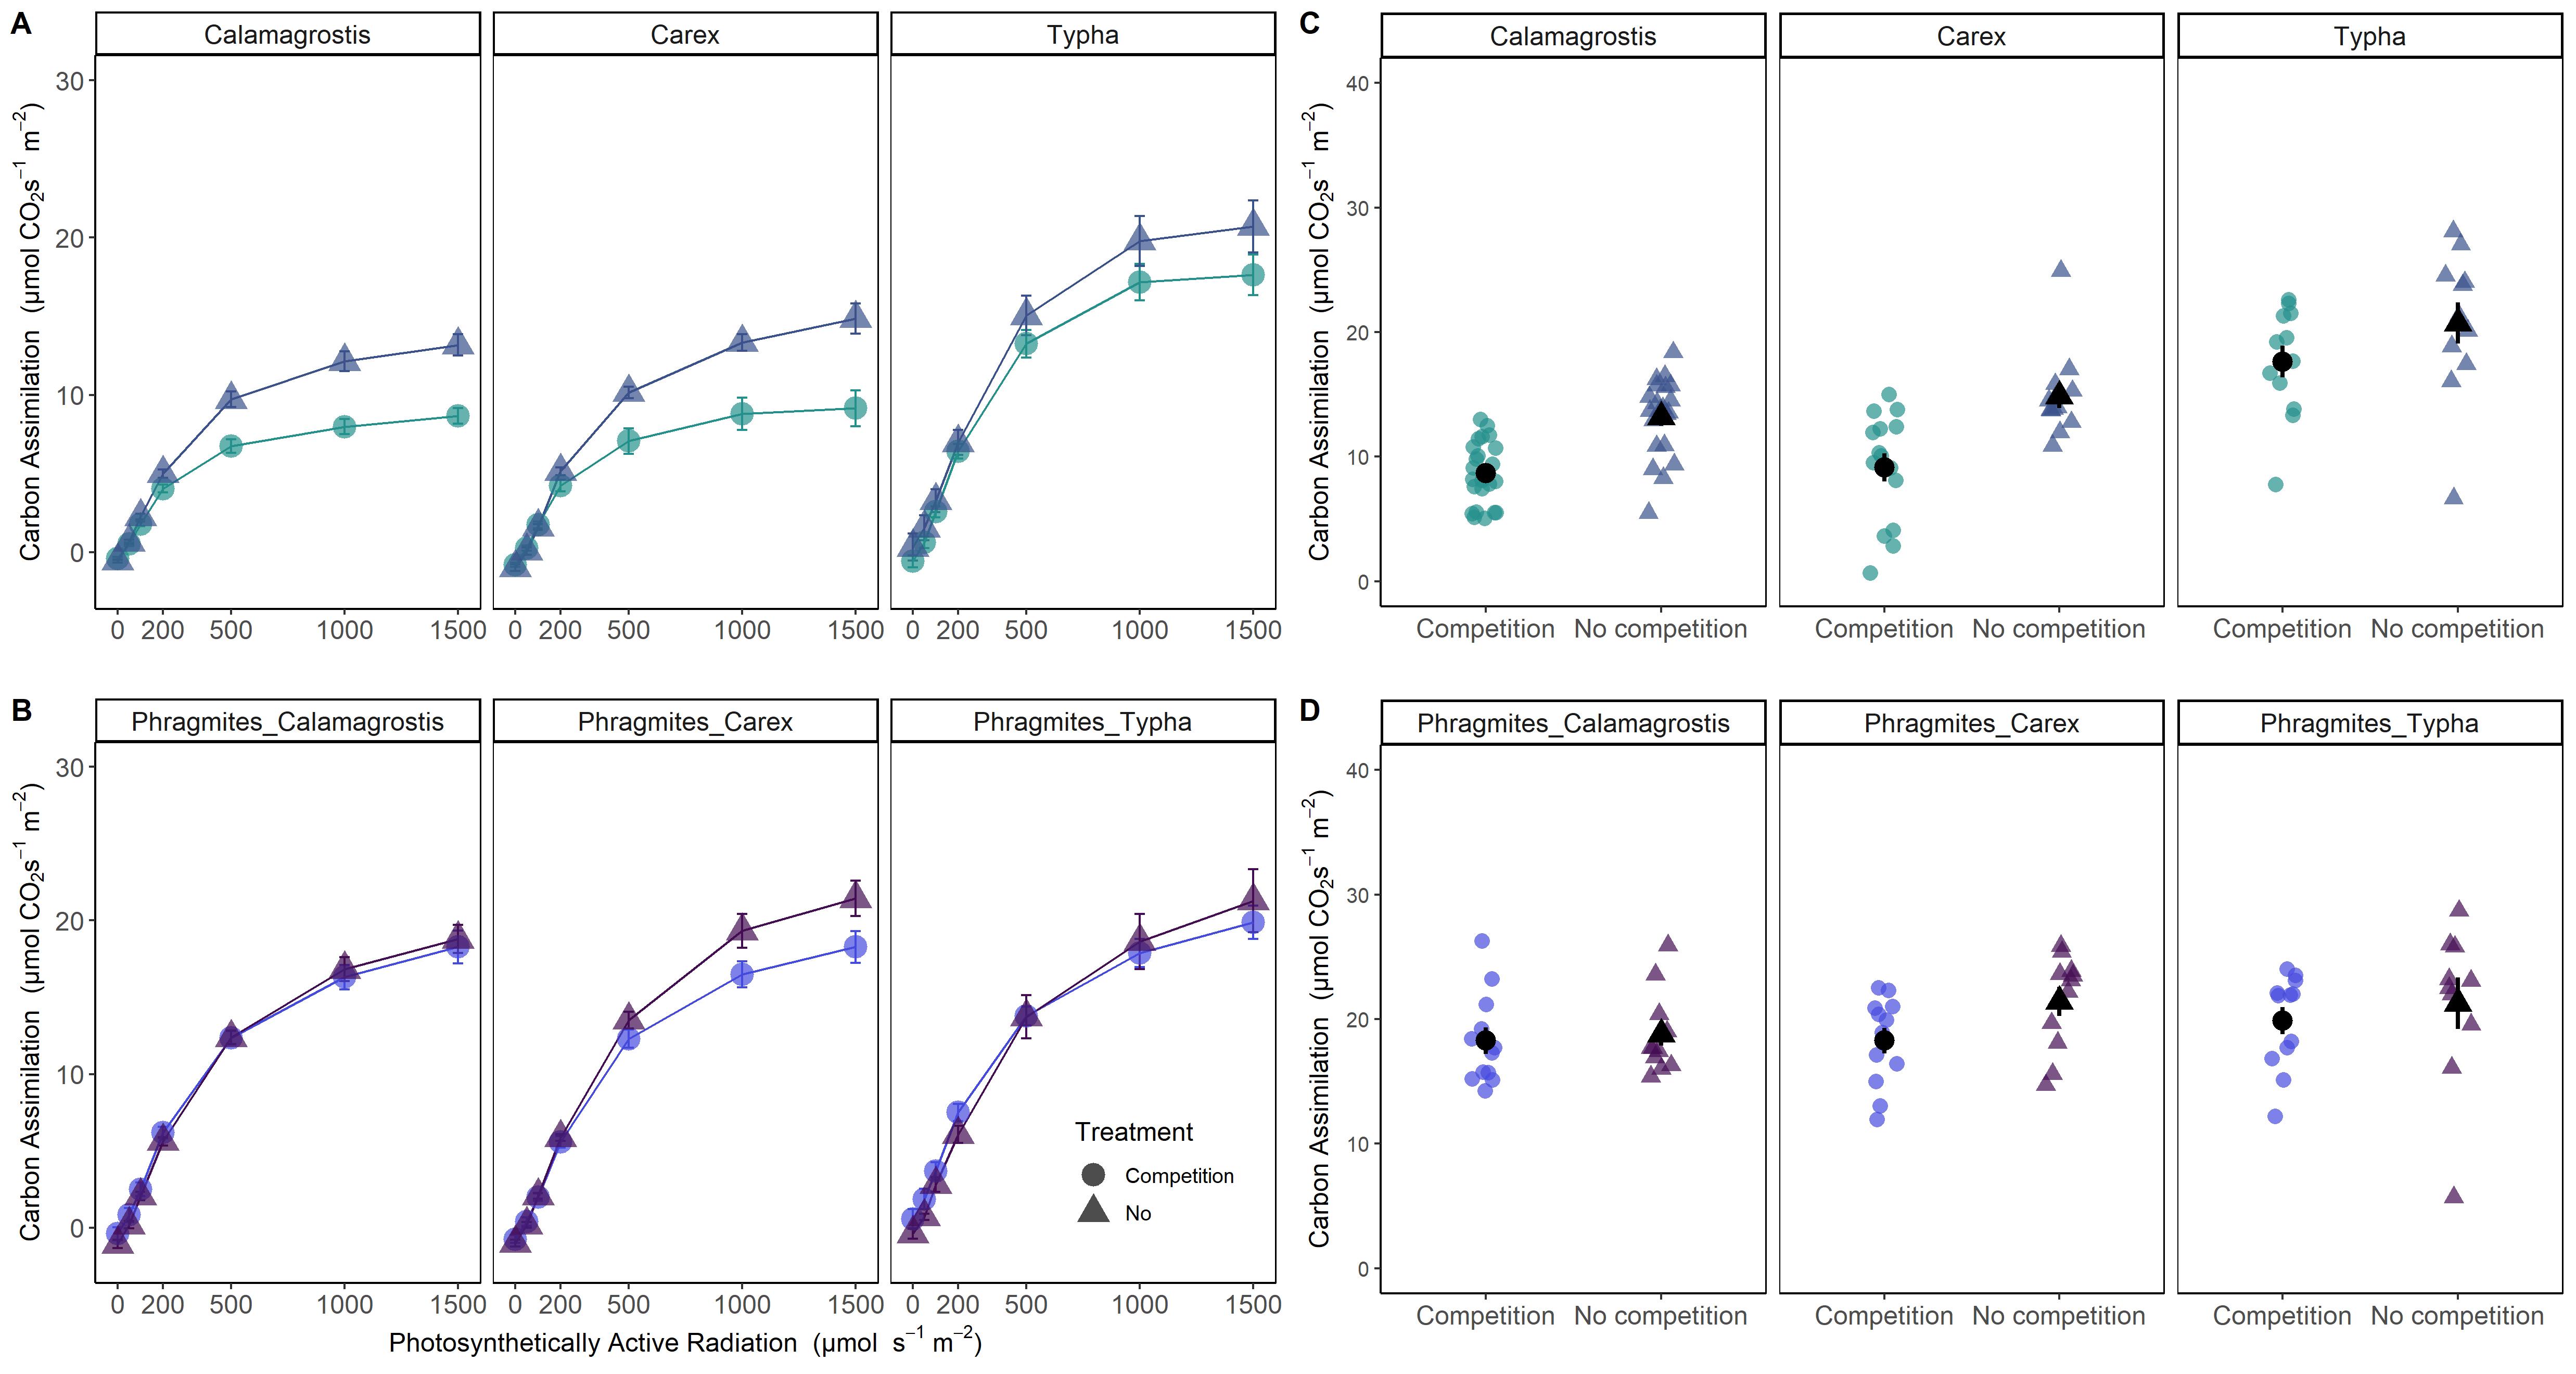 A
Calamagrostis Carex Typha
30
20
10
0
Carbon Assimilation (µmol CO₂s⁻¹ m⁻²)
0 200 500 1000 1500 0 200 500 1000 1500 0 200 500 1000 1500
C
Calamagrostis Carex Typha
40
30
20
10
0
Carbon Assimilation (µmol CO₂s⁻¹ m⁻²)
Competition No competition Competition No competition Competition No competition
B
Phragmites_Calamagrostis Phragmites_Carex Phragmites_Typha
30
20
10
0
Carbon Assimilation (µmol CO₂s⁻¹ m⁻²)
Treatment
Competition
No
0 200 500 1000 1500 0 200 500 1000 1500 0 200 500 1000 1500
Photosynthetically Active Radiation (µmol s⁻¹ m⁻²)
D
Phragmites_Calamagrostis Phragmites_Carex Phragmites_Typha
40
30
20
10
0
Carbon Assimilation (µmol CO₂s⁻¹ m⁻²)
Competition No competition Competition No competition Competition No competition